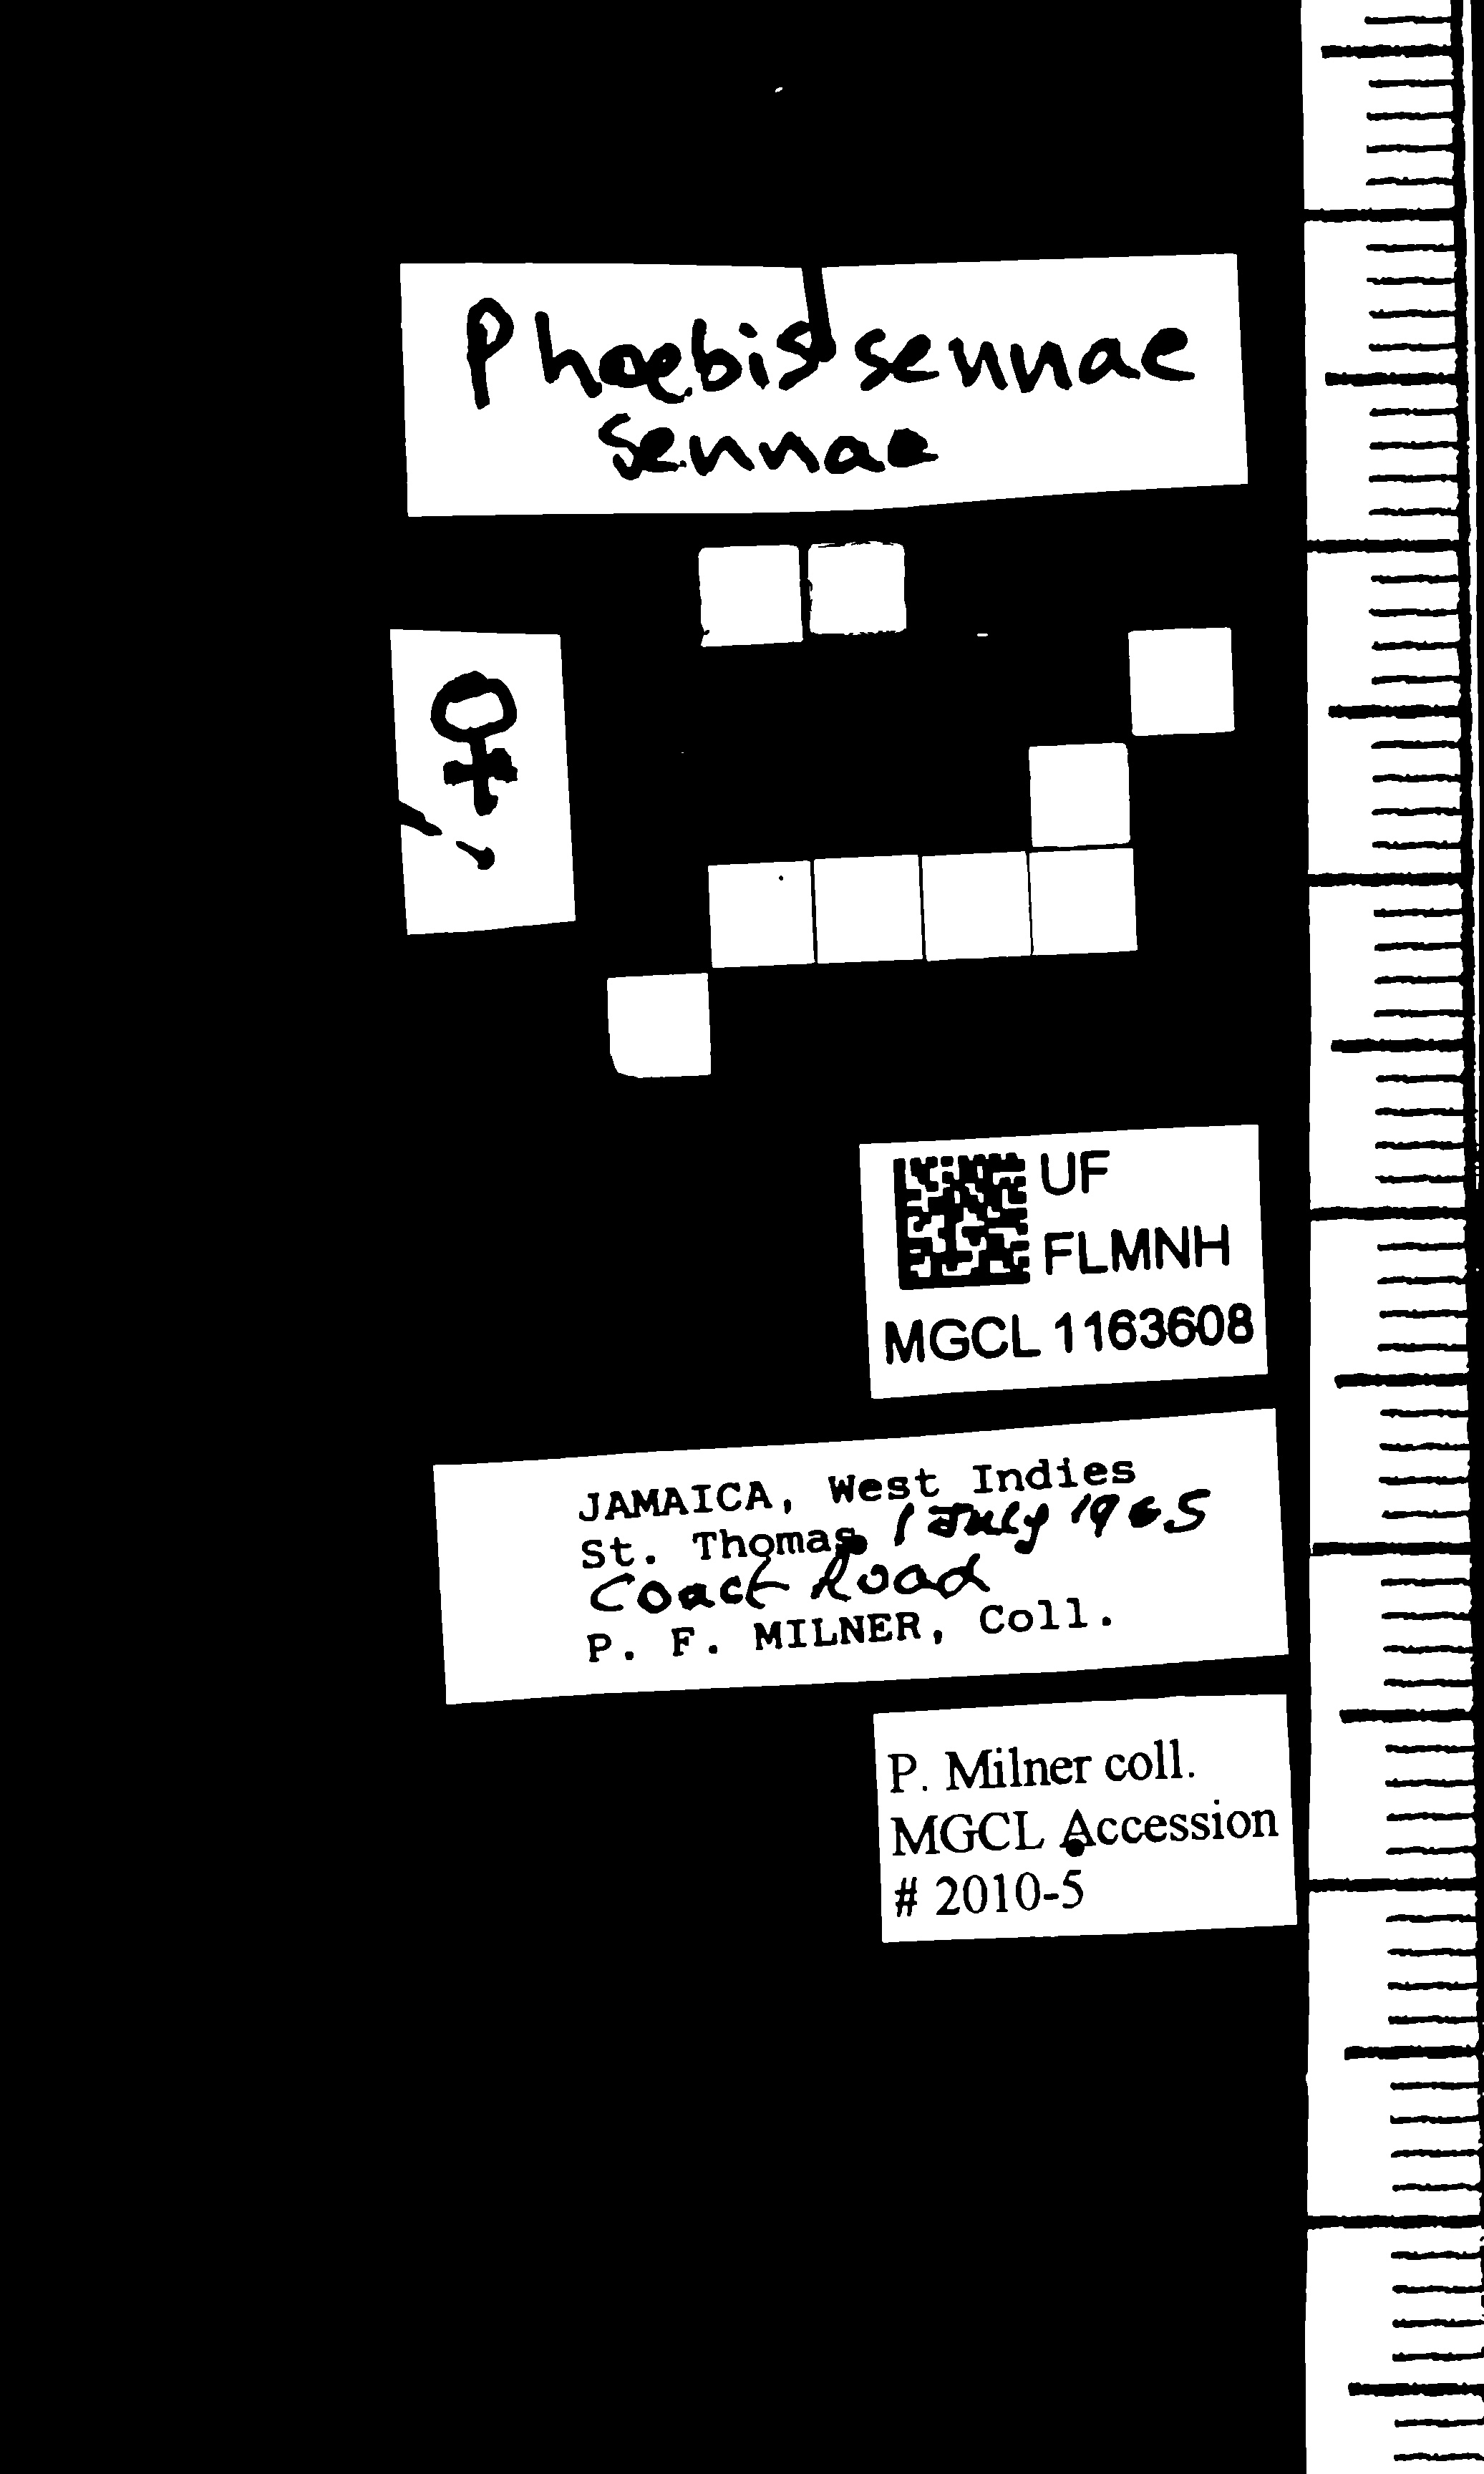 Phoebis sennae
sennae
♀
UF
FLMNH
MGCL 1163608
JAMAICA, West Indies
St. Thomas 1 July 1965
Coast Road
P. F. MILNER, Coll.
P. Milner coll.
MGCL Accession
# 2010-5